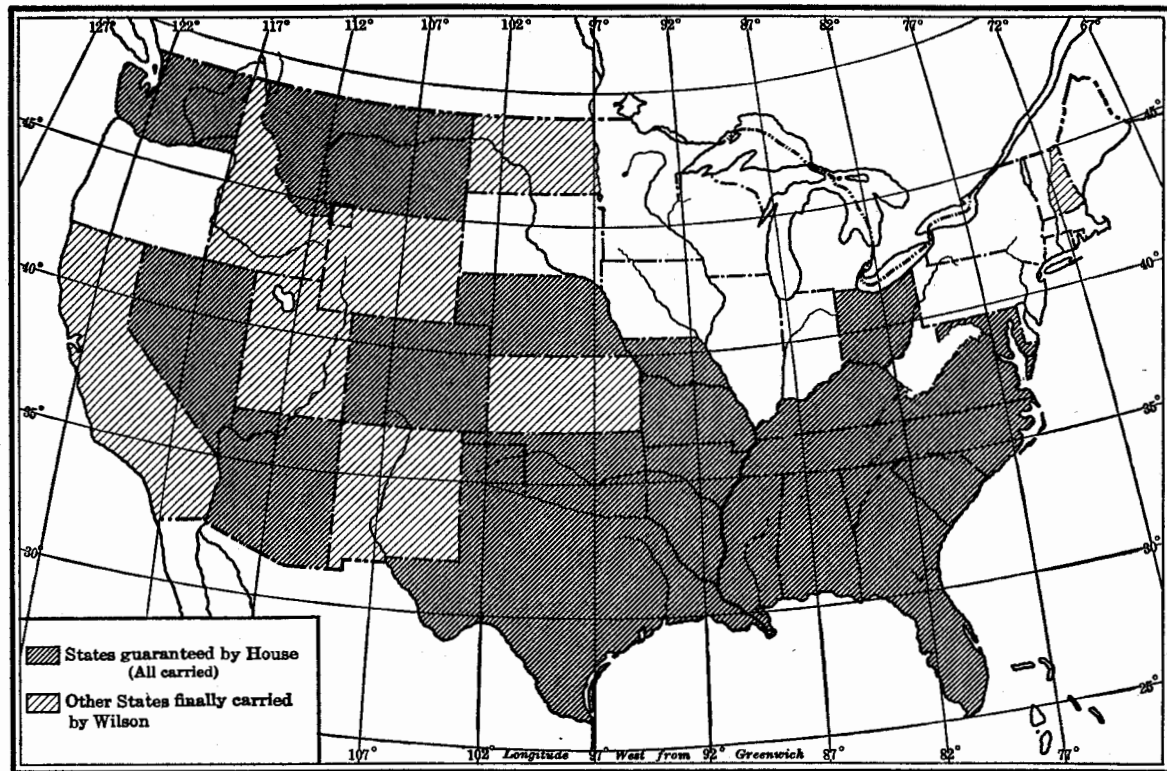 127° 122° 117° 112° 107° 102° 97° 92° 87° 82° 77° 72° 67°
45° 45°
40° 40°
35° 35°
30° 30°
25°
States guaranteed by House
(All carried)
Other States finally carried
by Wilson
107° 102° Longitude 97° West from 92° Greenwich 87° 82° 77°